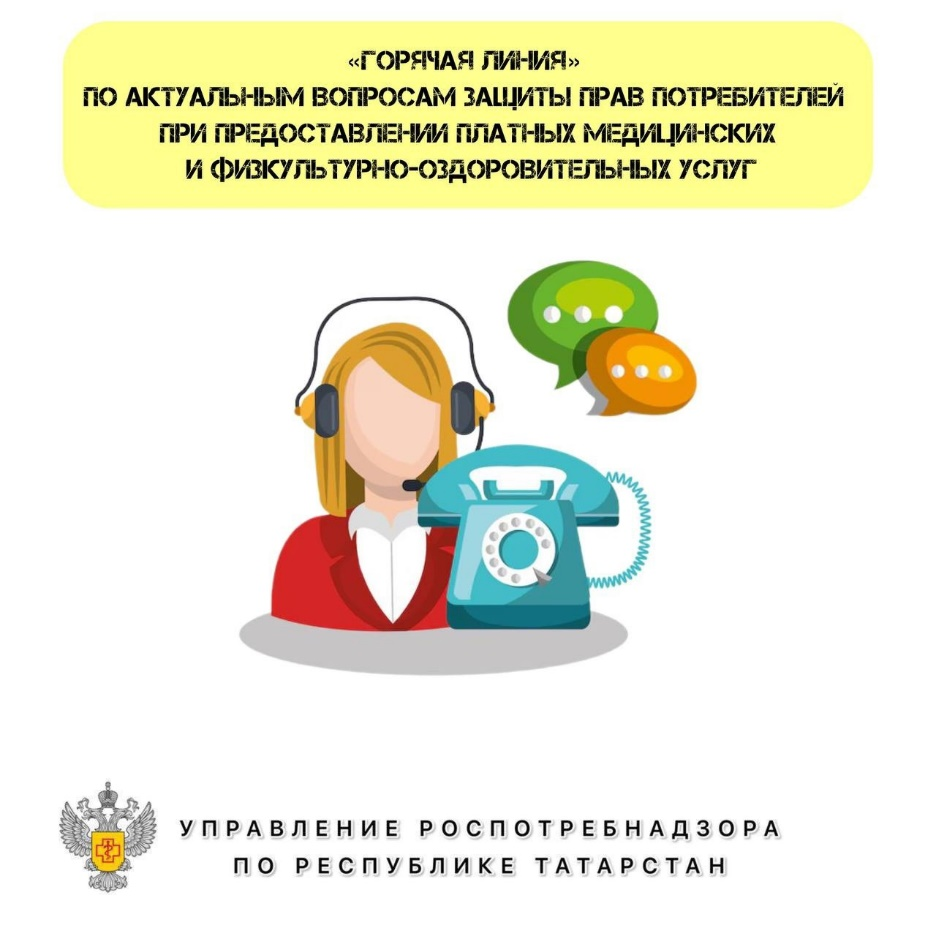 «ГОРЯЧАЯ ЛИНИЯ»
ПО АКТУАЛЬНЫМ ВОПРОСАМ ЗАЩИТЫ ПРАВ ПОТРЕБИТЕЛЕЙ
ПРИ ПРЕДОСТАВЛЕНИИ ПЛАТНЫХ МЕДИЦИНСКИХ
И ФИЗКУЛЬТУРНО-ОЗДОРОВИТЕЛЬНЫХ УСЛУГ
УПРАВЛЕНИЕ РОСПОТРЕБНАДЗОРА
ПО РЕСПУБЛИКЕ ТАТАРСТАН